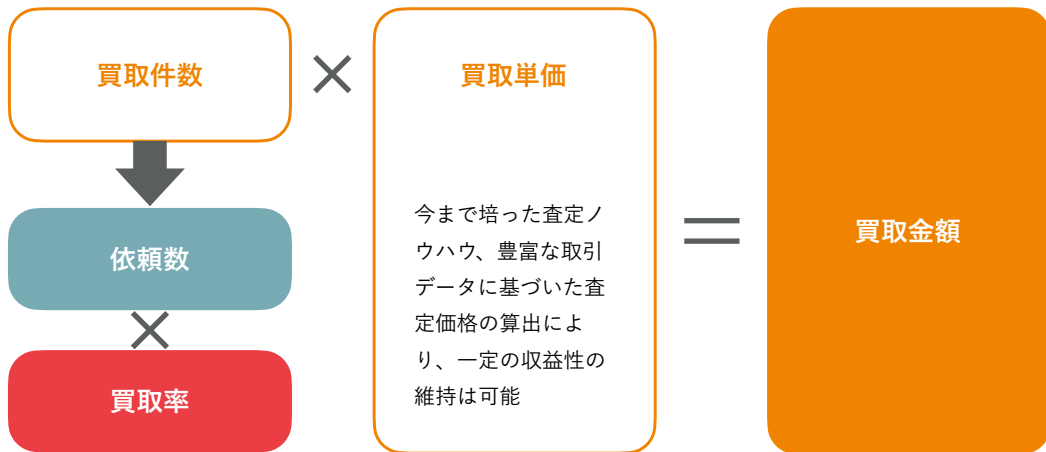 買取件数
×
買取単価
今まで培った査定ノ
ウハウ、豊富な取引
データに基づいた査
定価格の算出によ
り、一定の収益性の
維持は可能
=
買取金額
依頼数
×
買取率